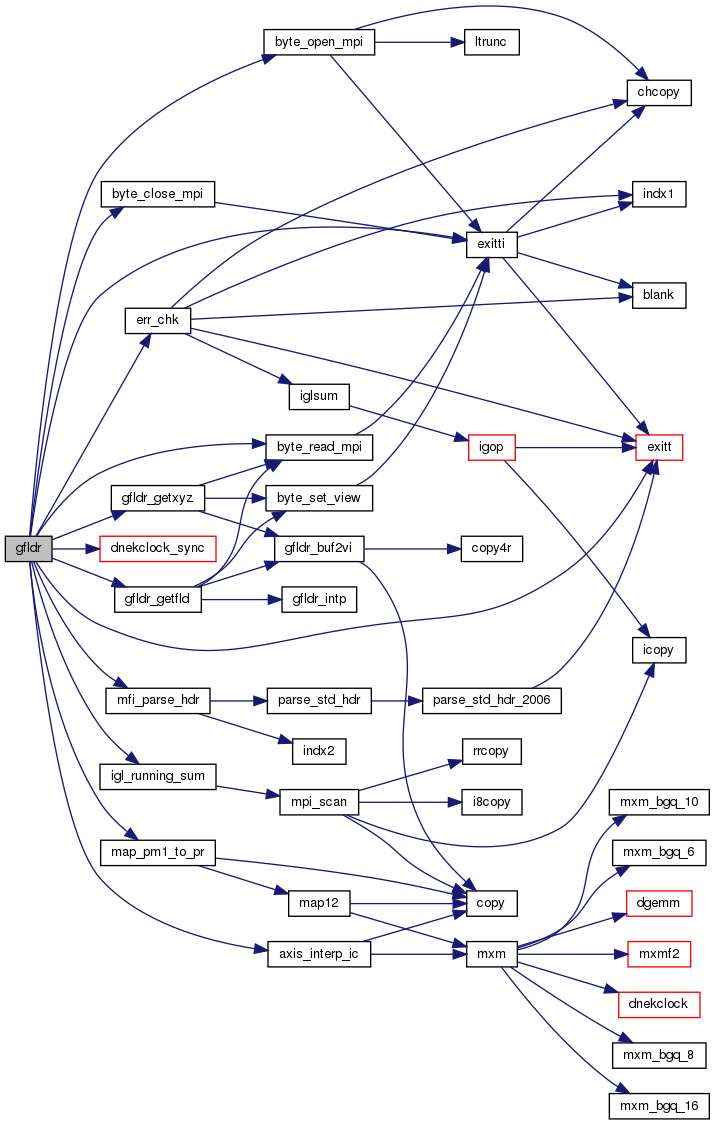 byte_open_mpi
ltrunc
chcopy
byte_close_mpi
indx1
exitti
blank
err_chk
iglsum
byte_read_mpi
igop
exitt
gfldr_getxyz
byte_set_view
gfldr
dnekclock_sync
gfldr_buf2vi
copy4r
gfldr_getfld
gfldr_intp
icopy
mfi_parse_hdr
parse_std_hdr
parse_std_hdr_2006
indx2
rrcopy
igl_running_sum
mpi_scan
i8copy
mxm_bgq_10
map_pm1_to_pr
mxm_bgq_6
map12
copy
dgemm
axis_interp_ic
mxm
mxmf2
dnekclock
mxm_bgq_8
mxm_bgq_16